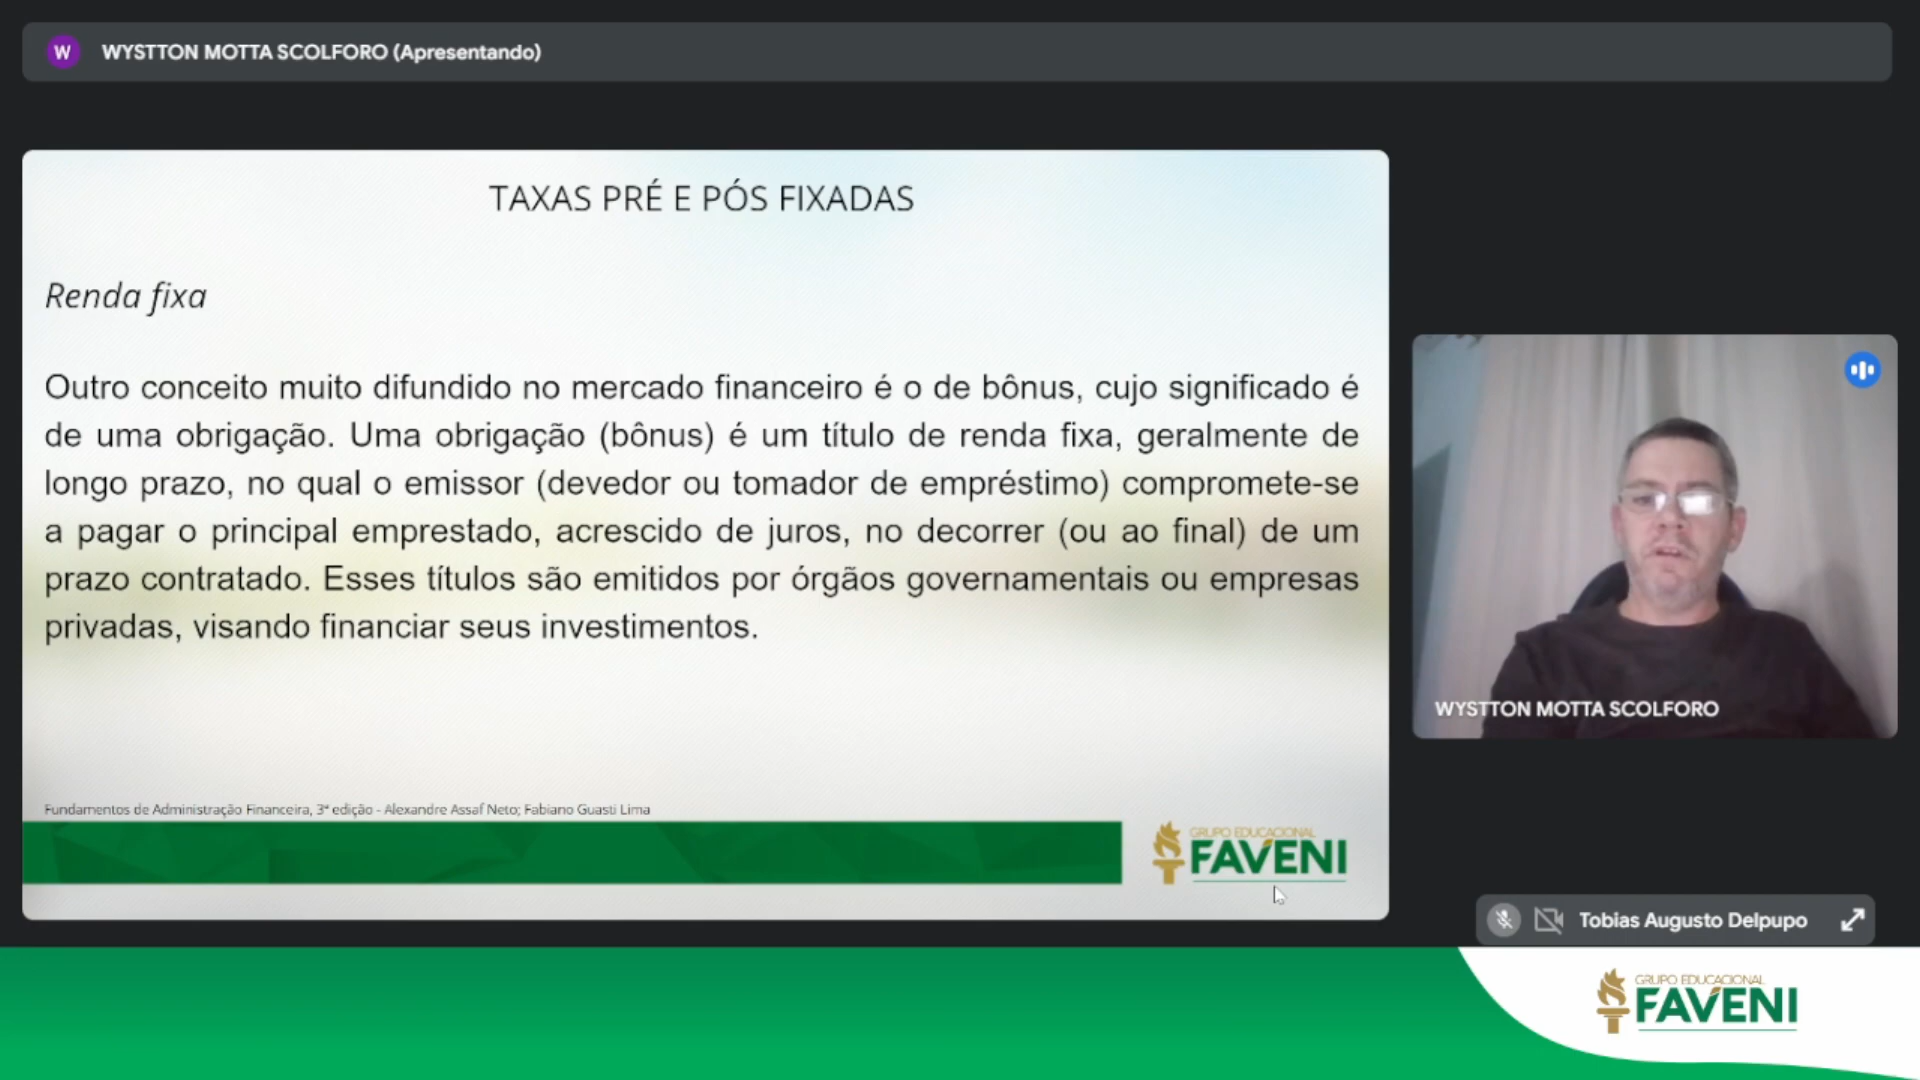 W
WYSTTON MOTTA SCOLFORO (Apresentando)
TAXAS PRÉ E PÓS FIXADAS
Renda fixa
Outro conceito muito difundido no mercado financeiro é o de bônus, cujo significado é
de uma obrigação. Uma obrigação (bônus) é um título de renda fixa, geralmente de
longo prazo, no qual o emissor (devedor ou tomador de empréstimo) compromete-se
a pagar o principal emprestado, acrescido de juros, no decorrer (ou ao final) de um
prazo contratado. Esses títulos são emitidos por órgãos governamentais ou empresas
privadas, visando financiar seus investimentos.
Fundamentos de Administração Financeira, 3ª edição - Alexandre Assaf Neto; Fabiano Guasti Lima
GRUPO EDUCACIONAL
FAVENI
WYSTTON MOTTA SCOLFORO
Tobias Augusto Delpupo
GRUPO EDUCACIONAL
FAVENI